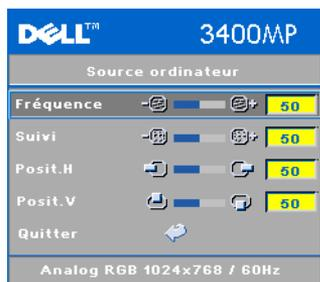 DELL™ 3400MP
Source ordinateur
Fréquence - + 50
Suivi - + 50
Posit.H 50
Posit.V 50
Quitter
Analog RGB 1024x768 / 60Hz